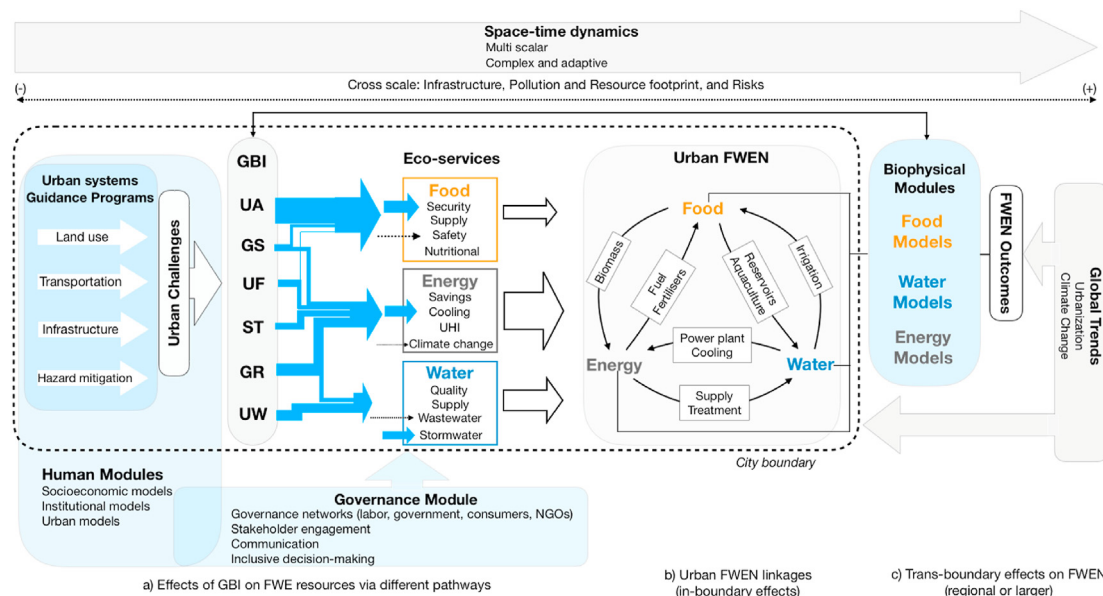 Space-time dynamics
Multi scalar
Complex and adaptive
Cross scale: Infrastructure, Pollution and Resource footprint, and Risks
(-)
(+)
Urban systems
Guidance Programs
Land use
Transportation
Infrastructure
Hazard mitigation
Urban Challenges
Human Modules
Socioeconomic models
Institutional models
Urban models
GBI
UA
GS
UF
ST
GR
UW
Eco-services
Food
Security
Supply
Safety
Nutritional
Energy
Savings
Cooling
UHI
Climate change
Water
Quality
Supply
Wastewater
Stormwater
Governance Module
Governance networks (labor, government, consumers, NGOs)
Stakeholder engagement
Communication
Inclusive decision-making
Urban FWEN
Food
Biomass
Fuel
Fertilisers
Reservoirs
Aquaculture
Irrigation
Power plant
Cooling
Energy
Water
Supply
Treatment
City boundary
Biophysical
Modules
Food
Models
Water
Models
Energy
Models
FWEN Outcomes
Global Trends
Urbanization
Climate Change
a) Effects of GBI on FWE resources via different pathways
b) Urban FWEN linkages
(in-boundary effects)
c) Trans-boundary effects on FWEN
(regional or larger)